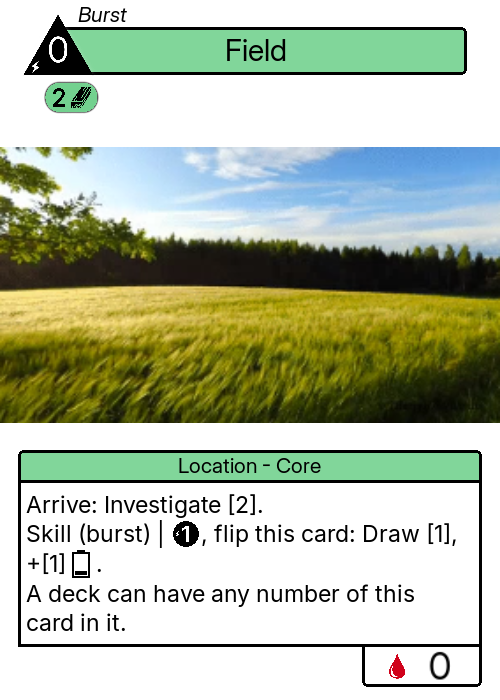 Burst
0
Field
2
Location - Core
Arrive: Investigate [2].
Skill (burst) | 1, flip this card: Draw [1],
+[1] .
A deck can have any number of this
card in it.
0